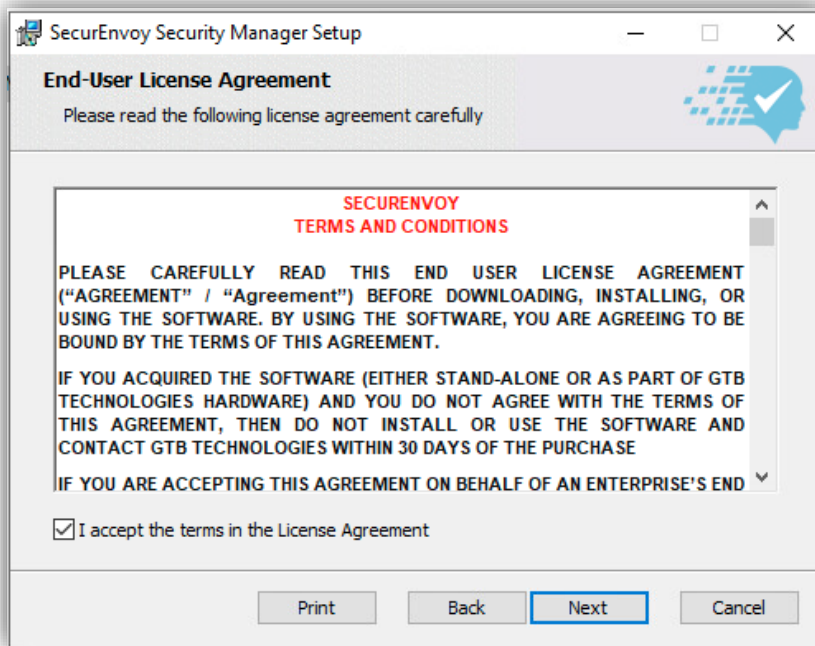 SecurEnvoy Security Manager Setup
End-User License Agreement
Please read the following license agreement carefully
SECURENVOY
TERMS AND CONDITIONS
PLEASE CAREFULLY READ THIS END USER LICENSE AGREEMENT
(“AGREEMENT” / “Agreement”) BEFORE DOWNLOADING, INSTALLING, OR
USING THE SOFTWARE. BY USING THE SOFTWARE, YOU ARE AGREEING TO BE
BOUND BY THE TERMS OF THIS AGREEMENT.
IF YOU ACQUIRED THE SOFTWARE (EITHER STAND-ALONE OR AS PART OF GTB
TECHNOLOGIES HARDWARE) AND YOU DO NOT AGREE WITH THE TERMS OF
THIS AGREEMENT, THEN DO NOT INSTALL OR USE THE SOFTWARE AND
CONTACT GTB TECHNOLOGIES WITHIN 30 DAYS OF THE PURCHASE
IF YOU ARE ACCEPTING THIS AGREEMENT ON BEHALF OF AN ENTERPRISE’S END
I accept the terms in the License Agreement
Print Back Next Cancel